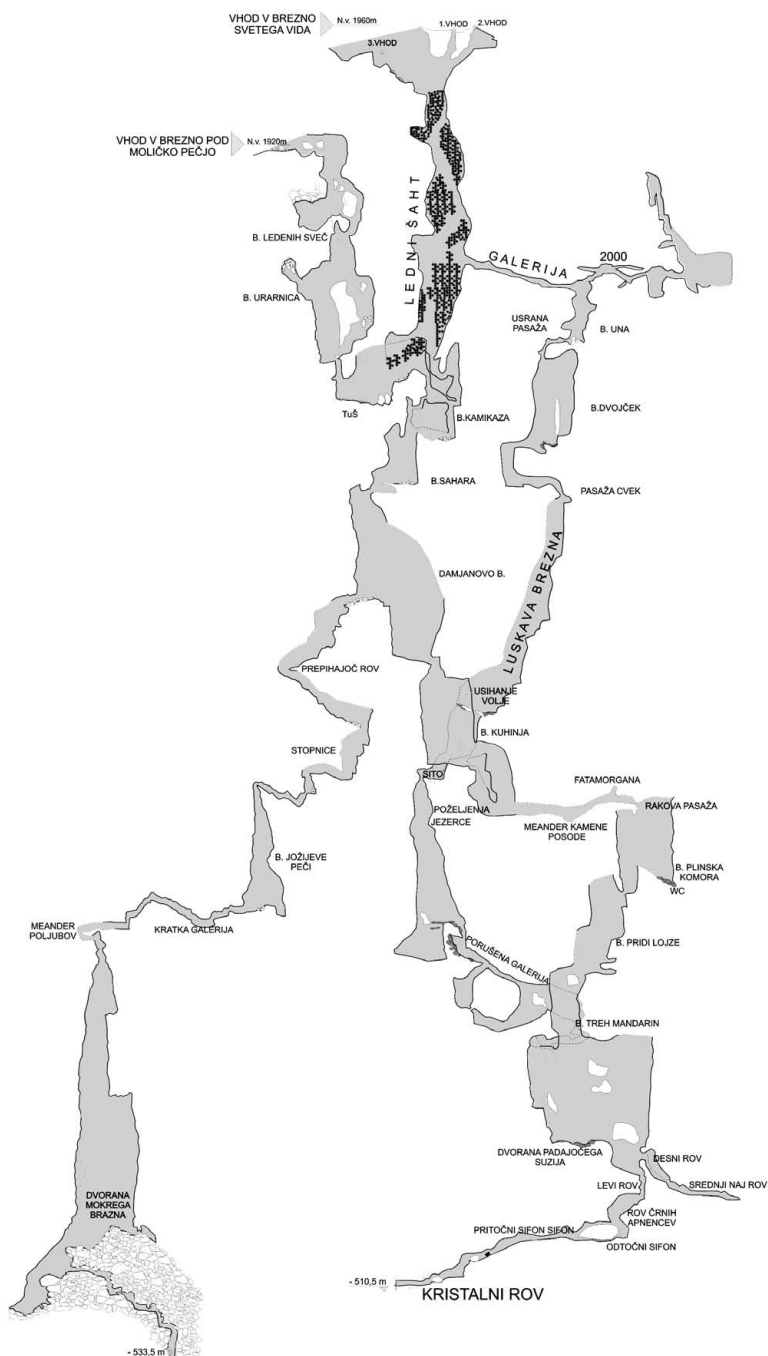 VHOD V BREZNO
SVETEGA VIDA
N.v. 1960m
1.VHOD
2.VHOD
3.VHOD
VHOD V BREZNO POD
MOLIČKO PEČJO
N.v. 1920m
LEDNI ŠAHT
B. LEDENIH SVEČ
GALERIJA
2000
B. URARNICA
USRANA
PASAŽA
B. UNA
TuŠ
B.KAMIKAZA
B.DVOJČEK
B.SAHARA
PASAŽA CVEK
DAMJANOVO B.
LUSKAVA BREZNA
PREPIHAJOČ ROV
USIHANJE
VOLJE
B. KUHINJA
STOPNICE
SITO
FATAMORGANA
RAKOVA PASAŽA
POŽELJENJA
JEZERCE
MEANDER KAMENE
POSODE
B. JOŽIJEVE
PEČI
B. PLINSKA
KOMORA
WC
MEANDER
POLJUBOV
KRATKA GALERIJA
B. PRIDI LOJZE
PORUŠENA GALERIJA
B. TREH MANDARIN
DVORANA PADAJOČEGA
SUZIJA
DESNI ROV
LEVI ROV
SREDNJI NAJ ROV
DVORANA
MOKREGA
BRAZNA
ROV ČRNIH
APNENCEV
PRITOČNI SIFON SIFON
ODTOČNI SIFON
- 510,5 m
KRISTALNI ROV
- 533,5 m